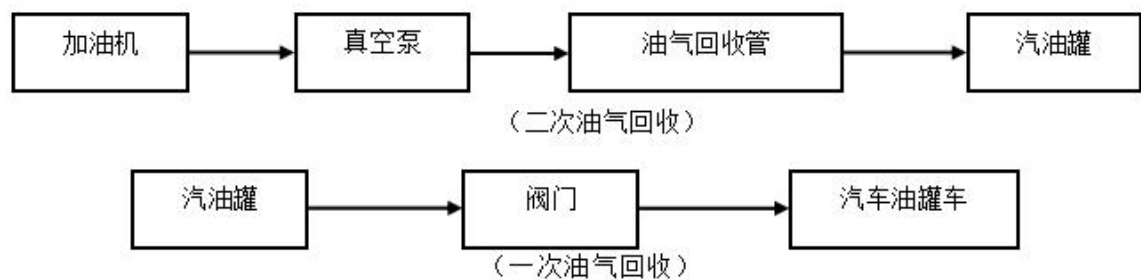 加油机 真空泵 油气回收管 汽油罐
（二次油气回收）
汽油罐 阀门 汽车油罐车
（一次油气回收）